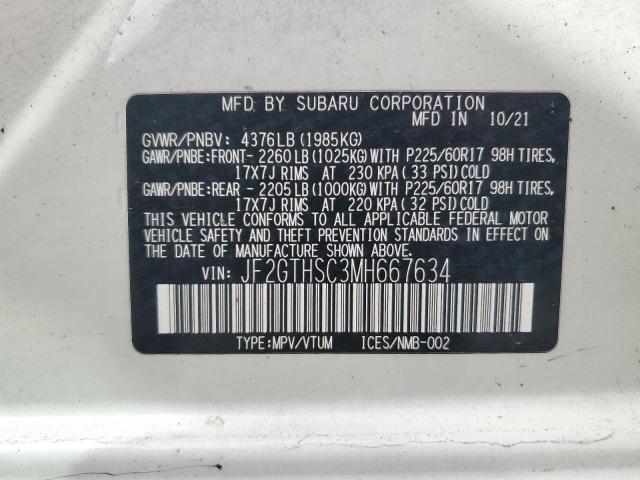 MFD BY SUBARU CORPORATION
MFD IN 10/21
GVWR/PNBV: 4376LB (1985KG)
GAWR/PNBE:FRONT- 2260 LB (1025KG) WITH P225/60R17 98H TIRES,
17X7J RIMS AT 230 KPA ( 33 PSI) COLD
GAWR/PNBE:REAR - 2205 LB (1000KG) WITH P225/60R17 98H TIRES,
17X7J RIMS AT 220 KPA ( 32 PSI) COLD
THIS VEHICLE CONFORMS TO ALL APPLICABLE FEDERAL MOTOR
VEHICLE SAFETY AND THEFT PREVENTION STANDARDS IN EFFECT ON
THE DATE OF MANUFACTURE SHOWN ABOVE.
VIN: JF2GTHSC3MH667634
TYPE:MPV/VTUM ICES/NMB-002